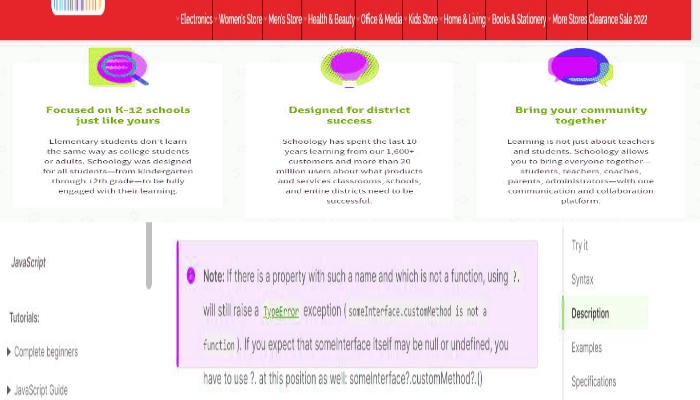 Electronics Women's Store Men's Store Health & Beauty Office & Media Kids Store Home & Living Books & Stationery More Stores Clearance Sale 2022
Focused on K-12 schools
just like yours
Elementary students don't learn
the same way as college students
or adults. Schoology was designed
for all students—from kindergarten
through 12th grade—to be fully
engaged with their learning.
Designed for district
success
Schoology has spent the last 10
years learning from our 1,600+
customers and more than 20
million users about what products
and services classrooms, schools,
and entire districts need to be
successful.
Bring your community
together
Learning is not just about teachers
and students. Schoology allows
you to bring everyone together—
students, teachers, coaches,
parents, administrators—with one
communication and collaboration
platform.
JavaScript
Tutorials:
Complete beginners
JavaScript Guide
Note: If there is a property with such a name and which is not a function, using ?.
will still raise a TypeError exception (someInterface.customMethod is not a
function). If you expect that someInterface itself may be null or undefined, you
have to use ?. at this position as well: someInterface?.customMethod?.()
Try it
Syntax
Description
Examples
Specifications